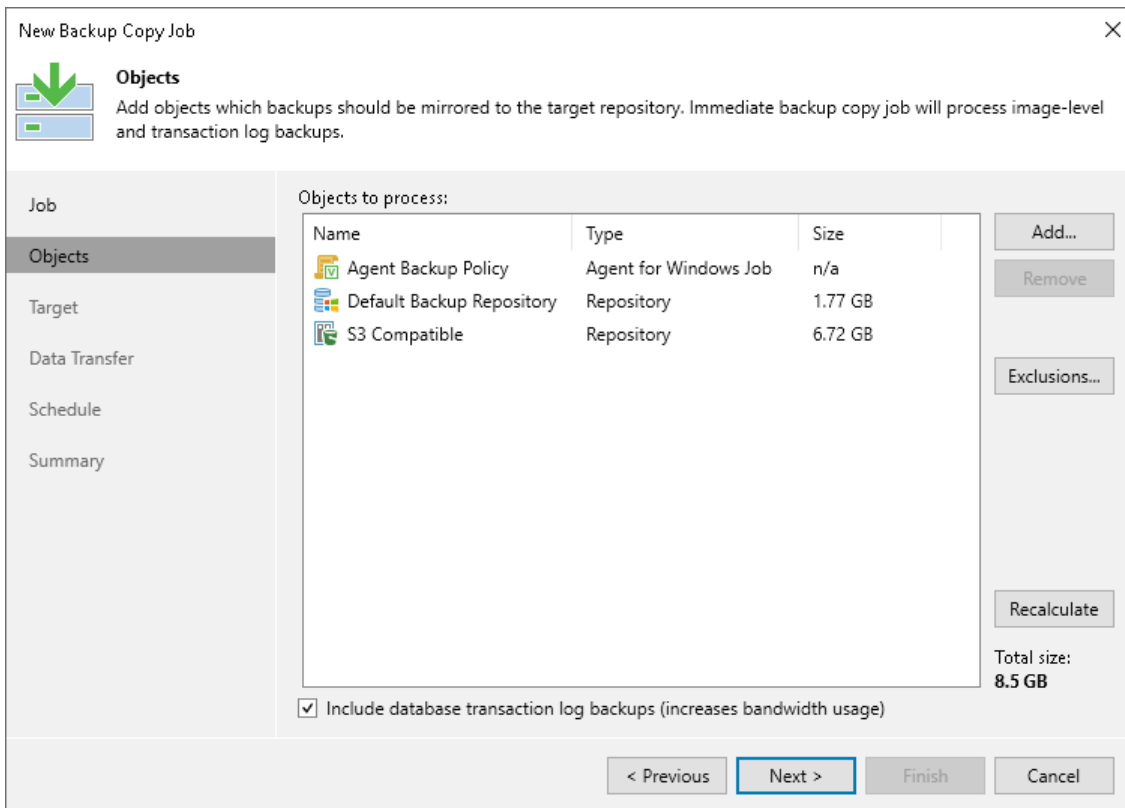 New Backup Copy Job
Objects
Add objects which backups should be mirrored to the target repository. Immediate backup copy job will process image-level
and transaction log backups.
Job
Objects
Target
Data Transfer
Schedule
Summary
Objects to process:
Name Type Size
Agent Backup Policy Agent for Windows Job n/a
Default Backup Repository Repository 1.77 GB
S3 Compatible Repository 6.72 GB
Add...
Remove
Exclusions...
Recalculate
Total size:
8.5 GB
Include database transaction log backups (increases bandwidth usage)
< Previous Next > Finish Cancel